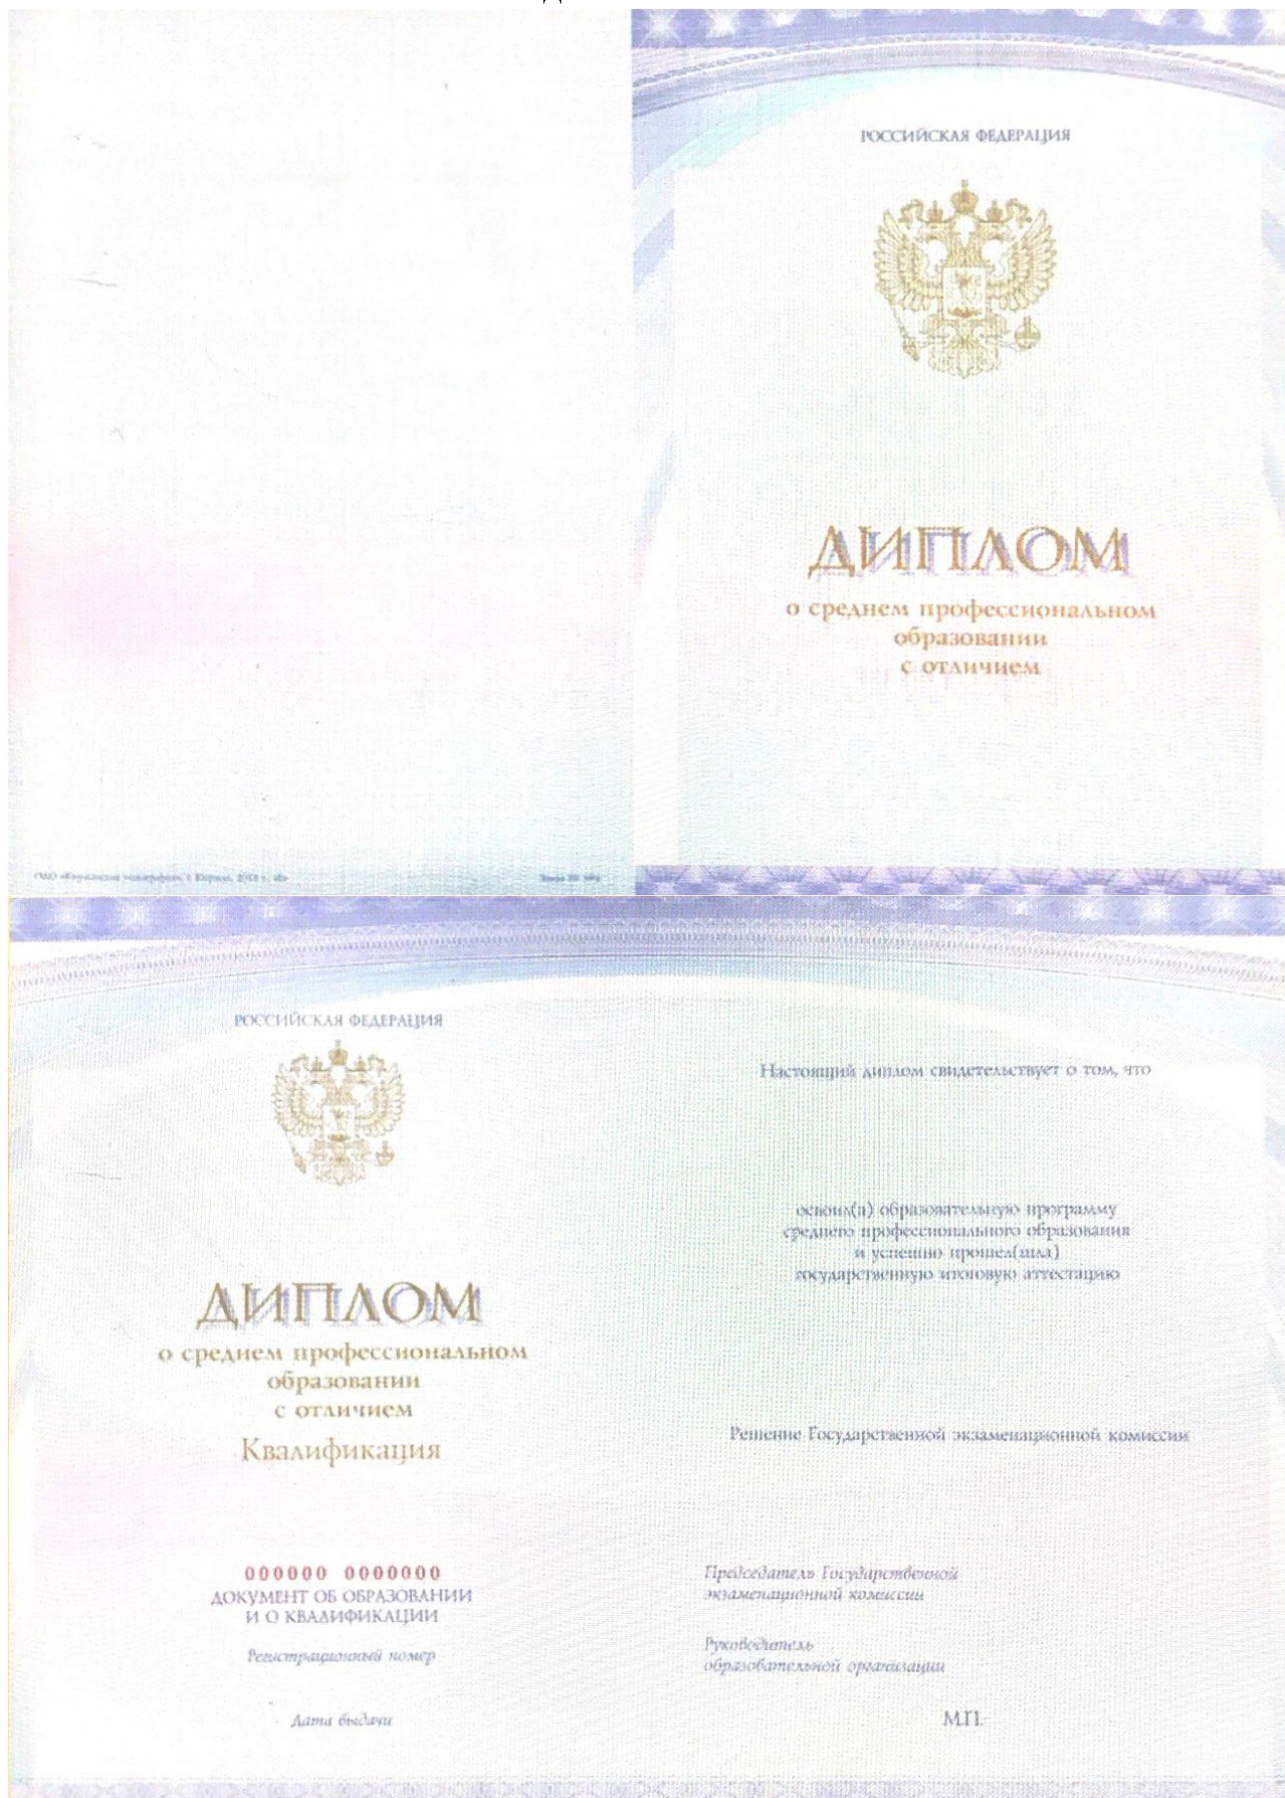 РОССИЙСКАЯ ФЕДЕРАЦИЯ
ДИПЛОМ
о среднем профессиональном
образовании
с отличием
РОССИЙСКАЯ ФЕДЕРАЦИЯ
ДИПЛОМ
о среднем профессиональном
образовании
с отличием
Квалификация
000000 0000000
ДОКУМЕНТ ОБ ОБРАЗОВАНИИ
И О КВАЛИФИКАЦИИ
Регистрационный номер
Дата выдачи
Настоящий диплом свидетельствует о том, что
освоил(а) образовательную программу
среднего профессионального образования
и успешно прошел(шла)
государственную итоговую аттестацию
Решение Государственной экзаменационной комиссии
Председатель Государственной
экзаменационной комиссии
Руководитель
образовательной организации
М.П.